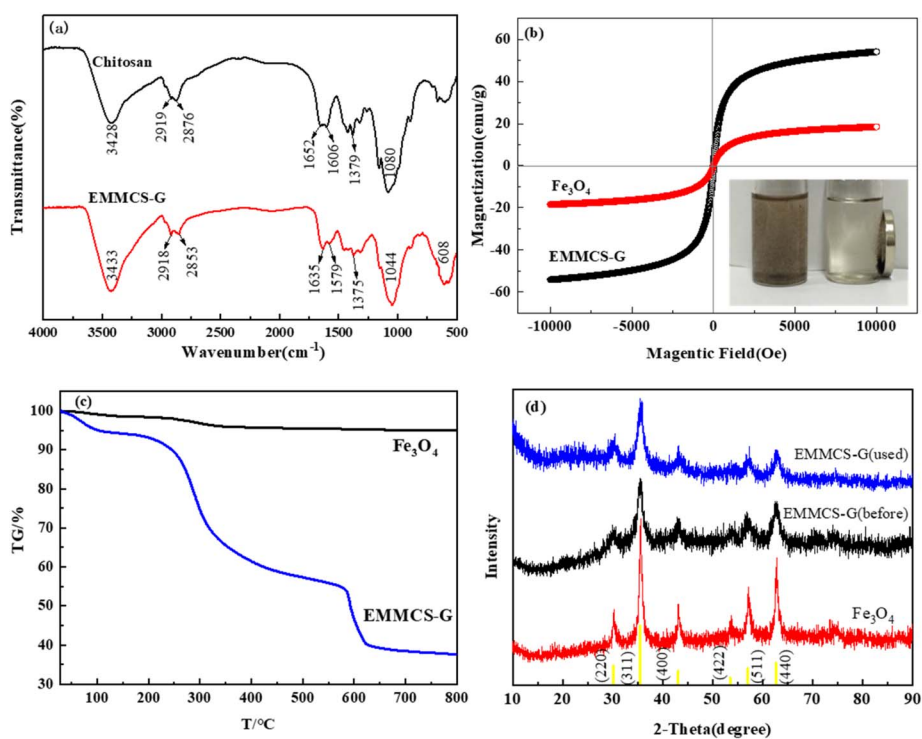 (a)
Chitosan
3428
2919
2876
1652
1606
1379
1080
EMMCS-G
3433
2918
2853
1635
1579
1375
1044
608
Transmittance(%)
4000 3500 3000 2500 2000 1500 1000 500
Wavenumber(cm⁻¹)
(b)
60
40
20
0
-20
-40
-60
Fe₃O₄
EMMCS-G
Magnetization(emu/g)
-10000 -5000 0 5000 10000
Magentic Field(Oe)
(c)
100
90
80
70
60
50
40
30
Fe₃O₄
EMMCS-G
TG/%
100 200 300 400 500 600 700 800
T/°C
(d)
EMMCS-G(used)
EMMCS-G(before)
Fe₃O₄
(220)
(311)
(400)
(422)
(511)
(440)
Intensity
10 20 30 40 50 60 70 80 90
2-Theta(degree)